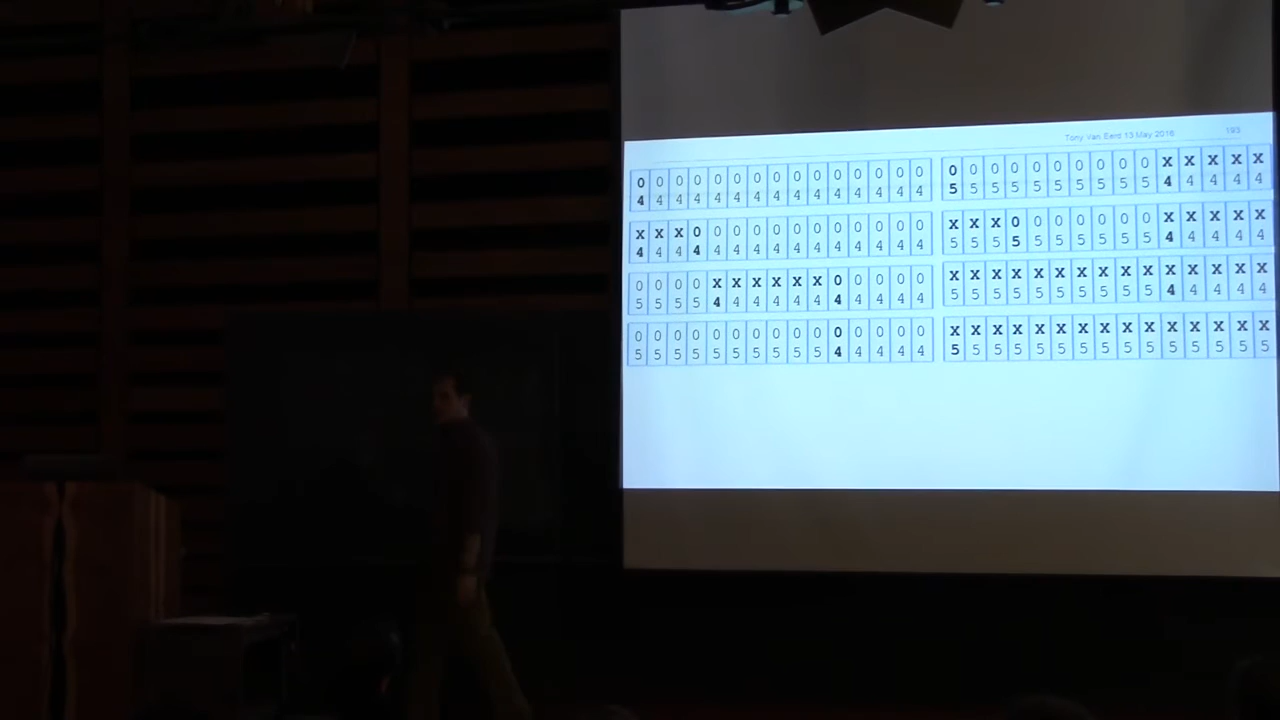 Tony Van Eerd 13 May 2016 193
0 0 0 0 0 0 0 0 0 0 0 0 0 0 0
4 4 4 4 4 4 4 4 4 4 4 4 4 4 4
X X X 0 0 0 0 0 0 0 0 0 0 0 0
4 4 4 4 4 4 4 4 4 4 4 4 4 4 4
0 0 0 0 X X X X X X 0 0 0 0 0
5 5 5 5 4 4 4 4 4 4 4 4 4 4 4
0 0 0 0 0 0 0 0 0 0 0 0 0 0 0
5 5 5 5 5 5 5 5 5 5 4 4 4 4 4
0 0 0 0 0 0 0 0 0 0 X X X X X
5 5 5 5 5 5 5 5 5 5 4 4 4 4 4
X X X 0 0 0 0 0 0 0 X X X X X
5 5 5 5 5 5 5 5 5 5 4 4 4 4 4
X X X X X X X X X X X X X X X
5 5 5 5 5 5 5 5 5 5 4 4 4 4 4
X X X X X X X X X X X X X X X
5 5 5 5 5 5 5 5 5 5 5 5 5 5 5